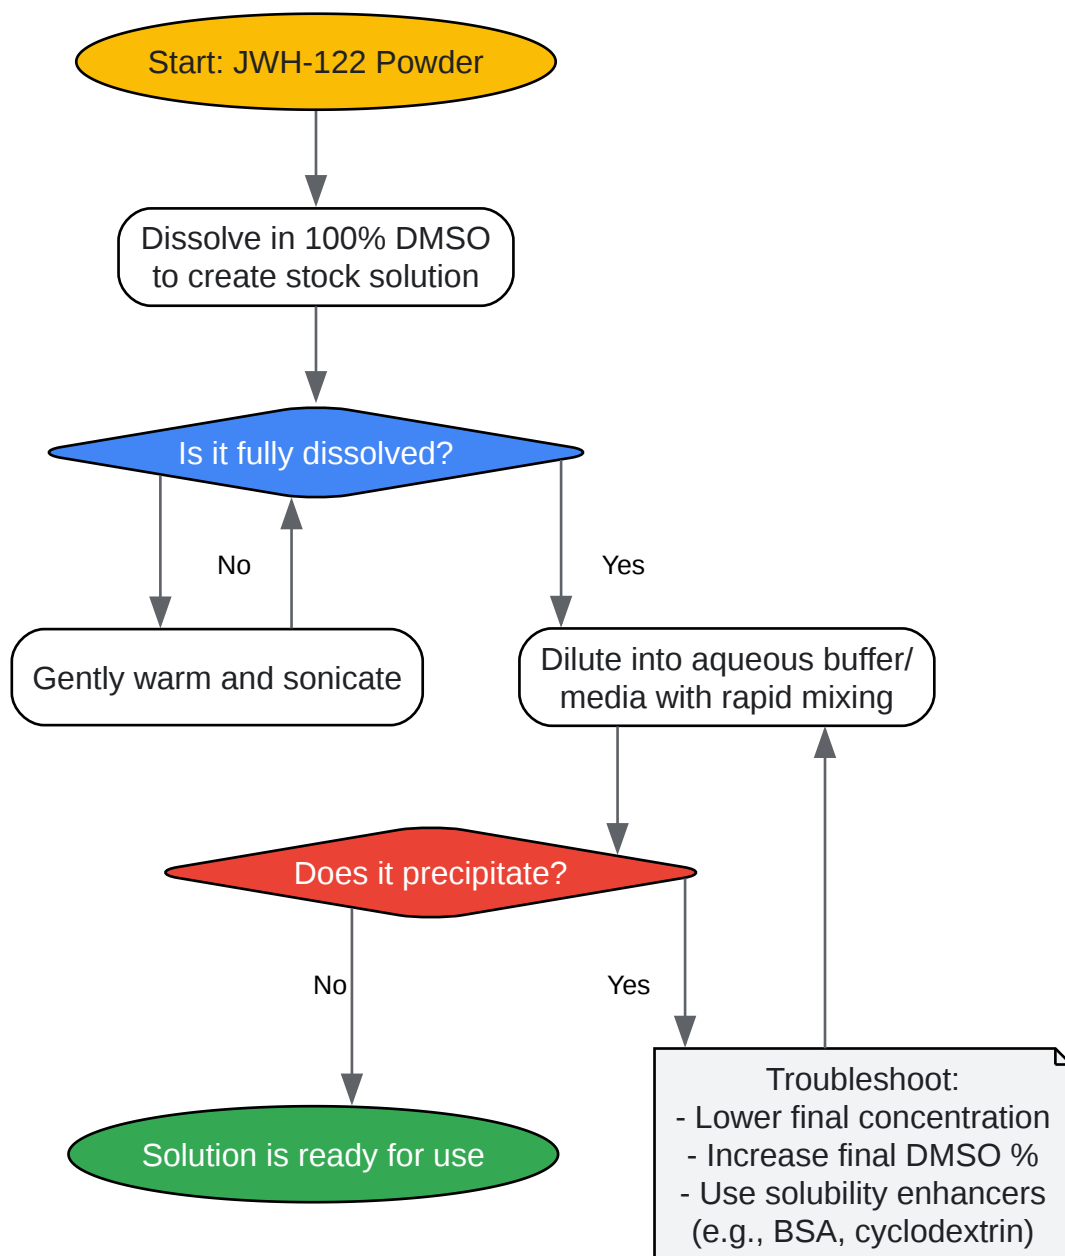 Start: JWH-122 Powder
Dissolve in 100% DMSO
to create stock solution
Is it fully dissolved?
No
Yes
Gently warm and sonicate
Dilute into aqueous buffer/
media with rapid mixing
Does it precipitate?
No
Yes
Troubleshoot:
- Lower final concentration
- Increase final DMSO %
- Use solubility enhancers
(e.g., BSA, cyclodextrin)
Solution is ready for use